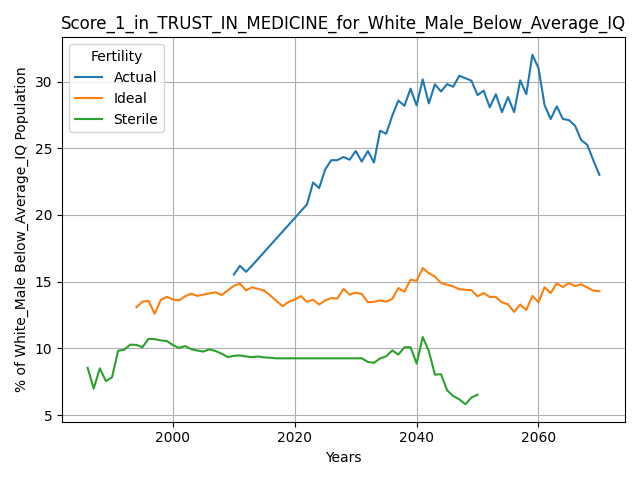 Score_1_in_TRUST_IN_MEDICINE_for_White_Male_Below_Average_IQ
Fertility
Actual
Ideal
Sterile
% of White_Male Below_Average_IQ Population
30
25
20
15
10
5
2000
2020
2040
2060
Years